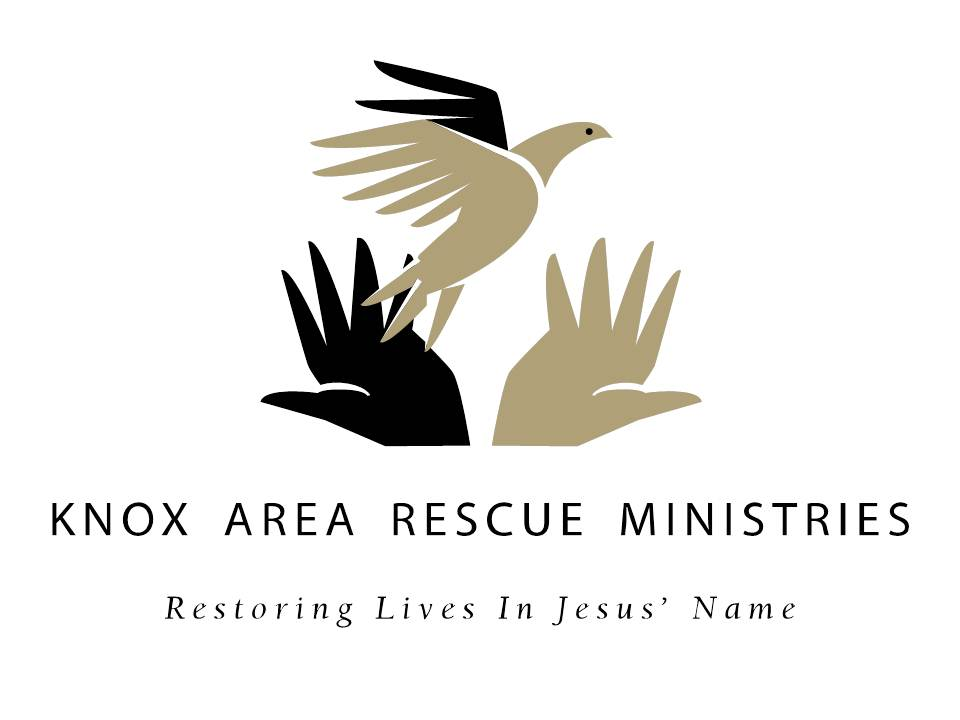 KNOX AREA RESCUE MINISTRIES
Restoring Lives In Jesus’ Name